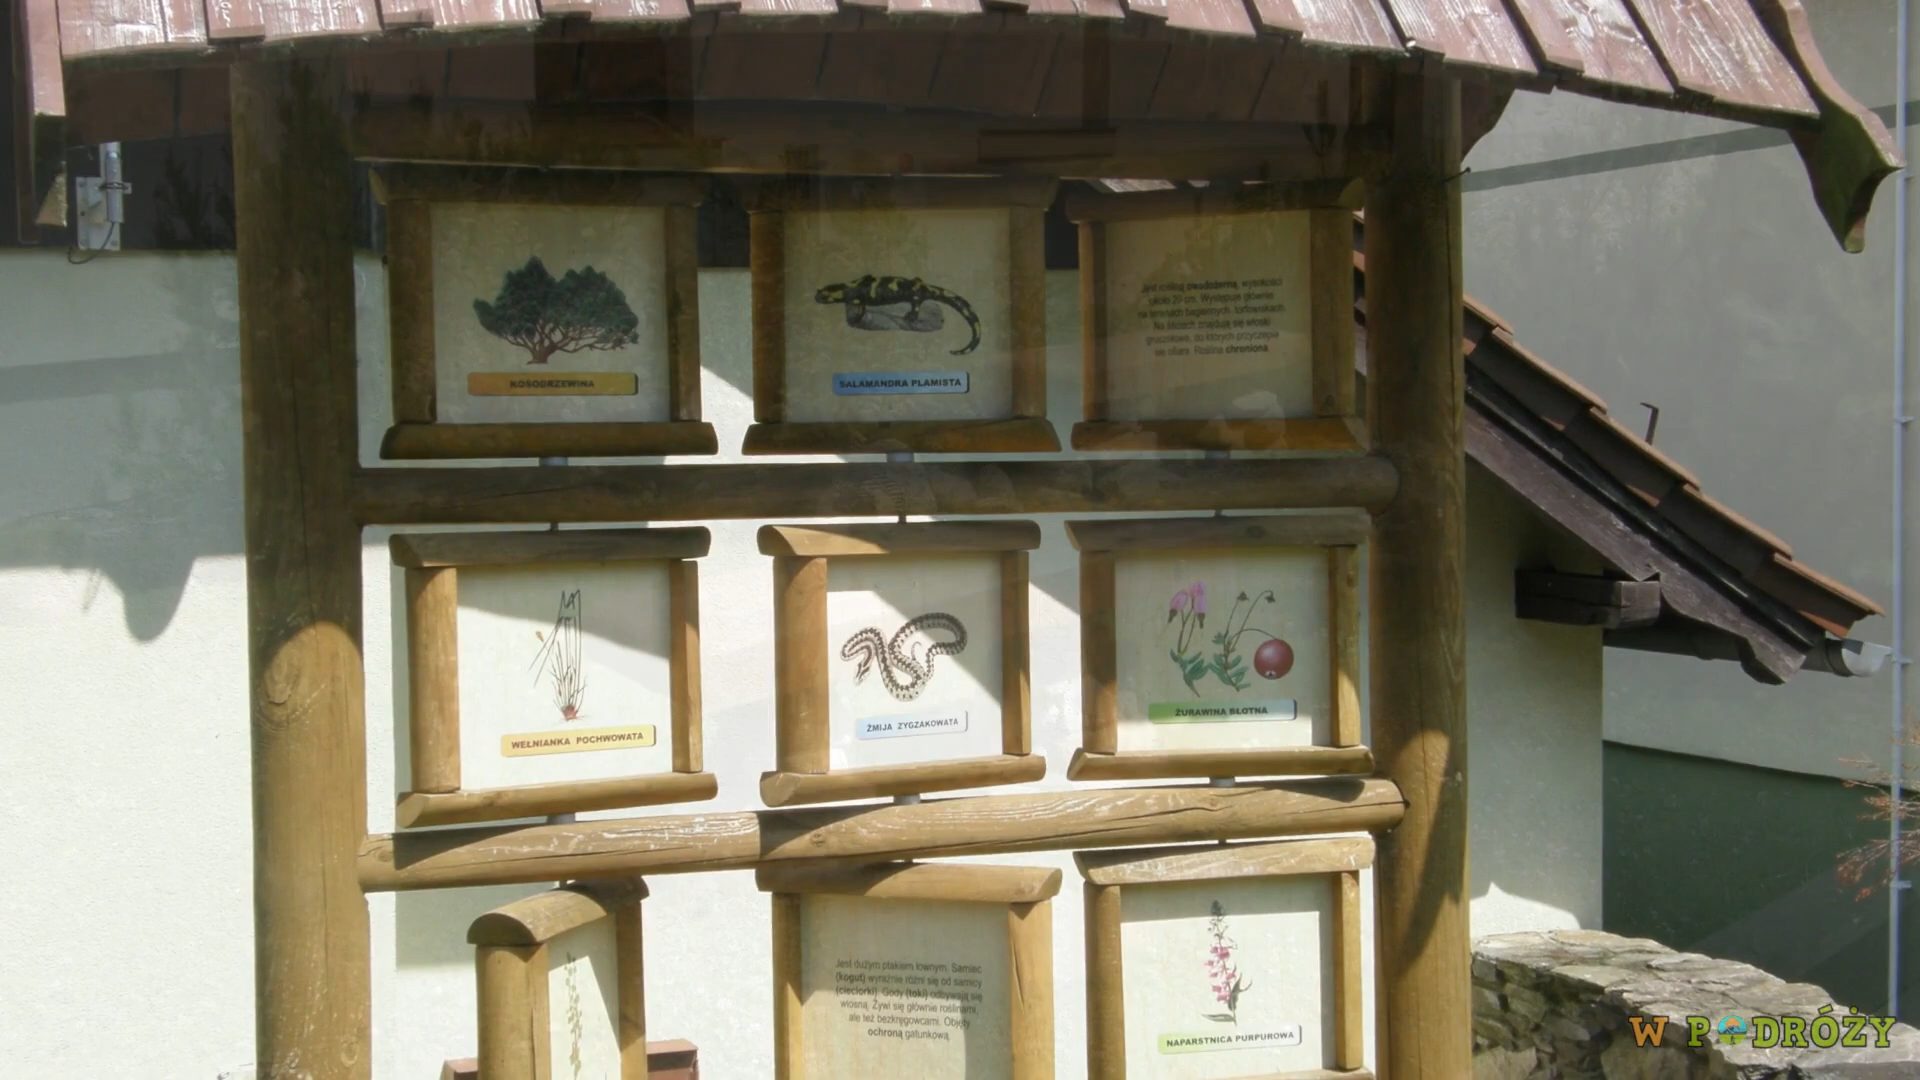 KOSODRZEWINA
SALAMANDRA PLAMISTA
Jest rośliną owadożerną, wysokości
około 20 cm. Występuje głównie
na terenach bagiennych, torfowiskach.
Na liściach znajdują się włoski
gruczołowe, do których przyczepia
się ofiara. Roślina chroniona.
WEŁNIANKA POCHWOWATA
ŻMIJA ZYGZAKOWATA
ŻURAWINA BŁOTNA
Jest dużym ptakiem łownym. Samiec
(kogut) wyraźnie różni się od samicy
(cieciorki). Gody (toki) odbywają się
wiosną. Żywi się głównie roślinami,
ale też bezkręgowcami. Objęty
ochroną gatunkową.
NAPARSTNICA PURPUROWA
W PODRÓŻY